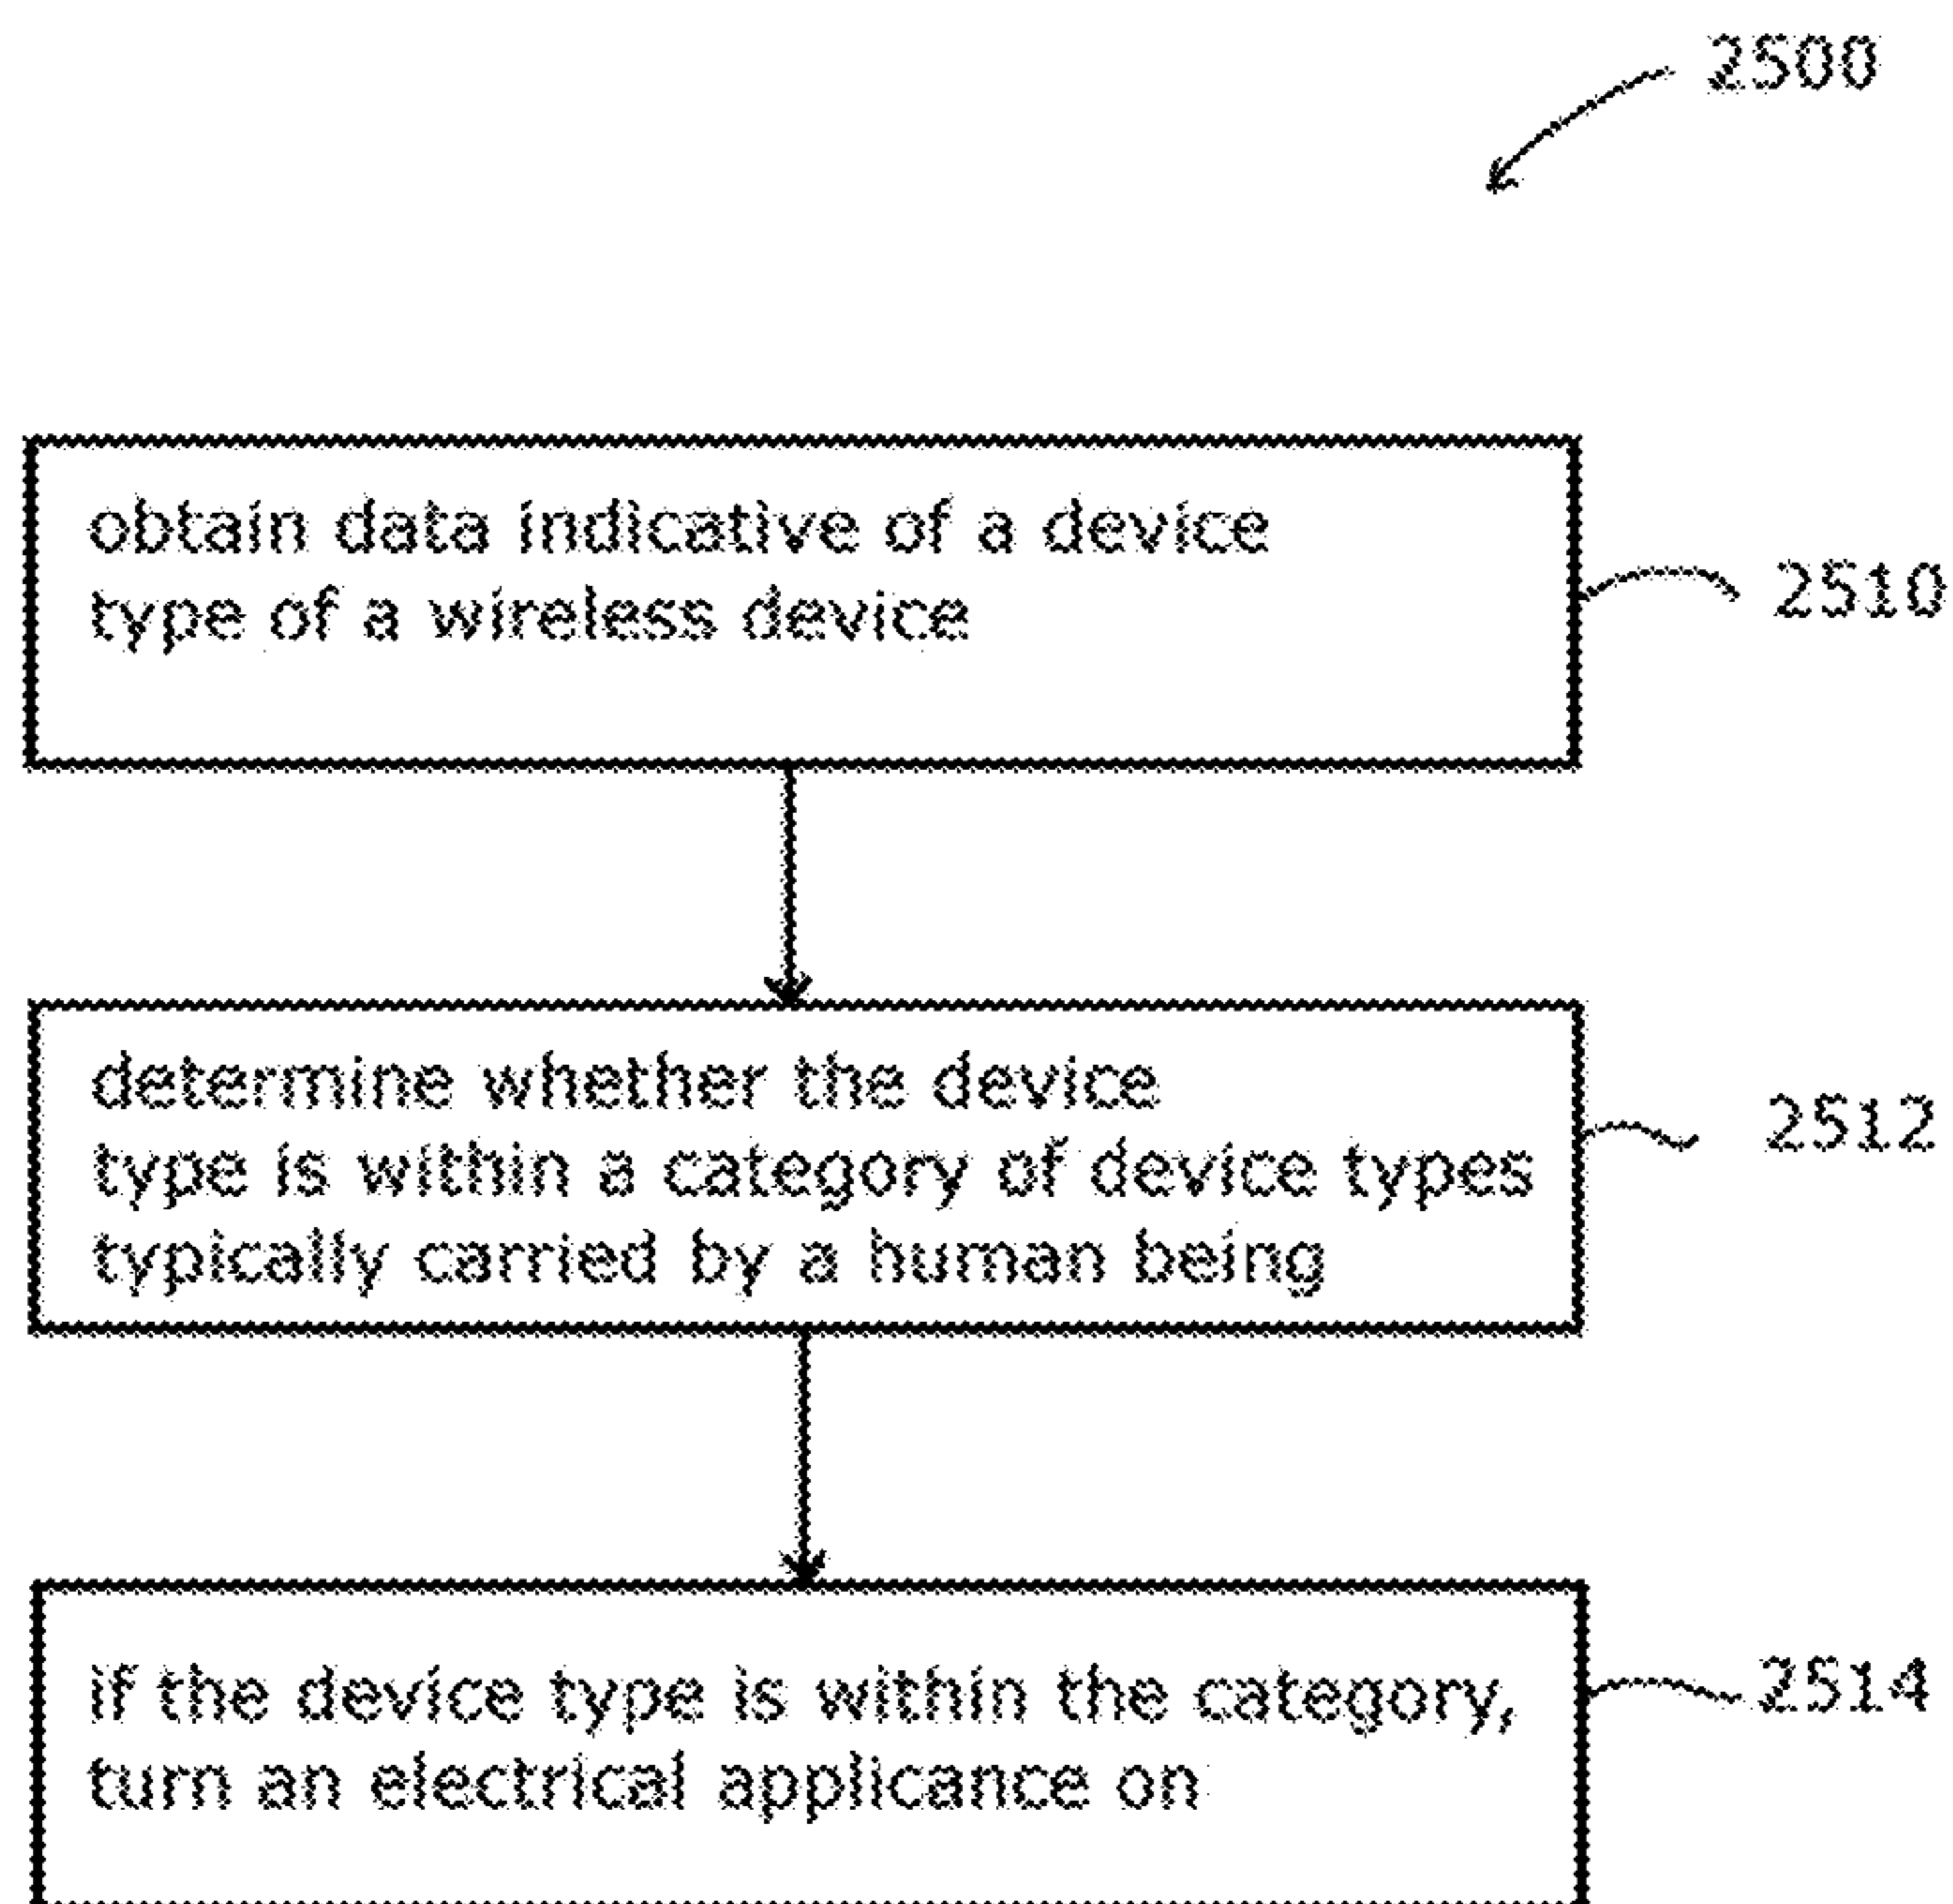 2500
obtain data indicative of a device
type of a wireless device
2510
determine whether the device
type is within a category of device types
typically carried by a human being
2512
if the device type is within the category,
turn an electrical applicance on
2514